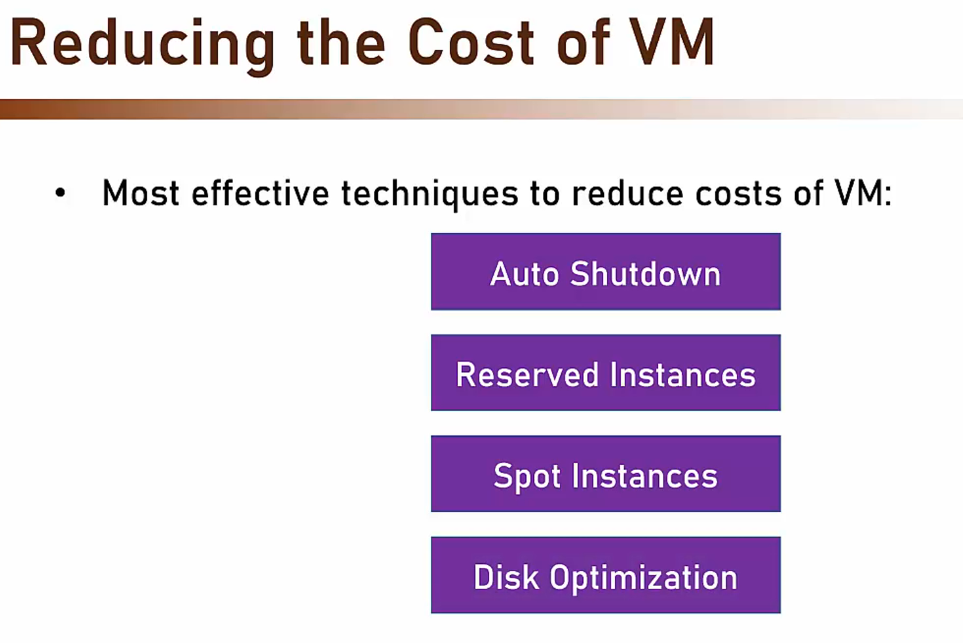 Reducing the Cost of VM
• Most effective techniques to reduce costs of VM:
Auto Shutdown
Reserved Instances
Spot Instances
Disk Optimization